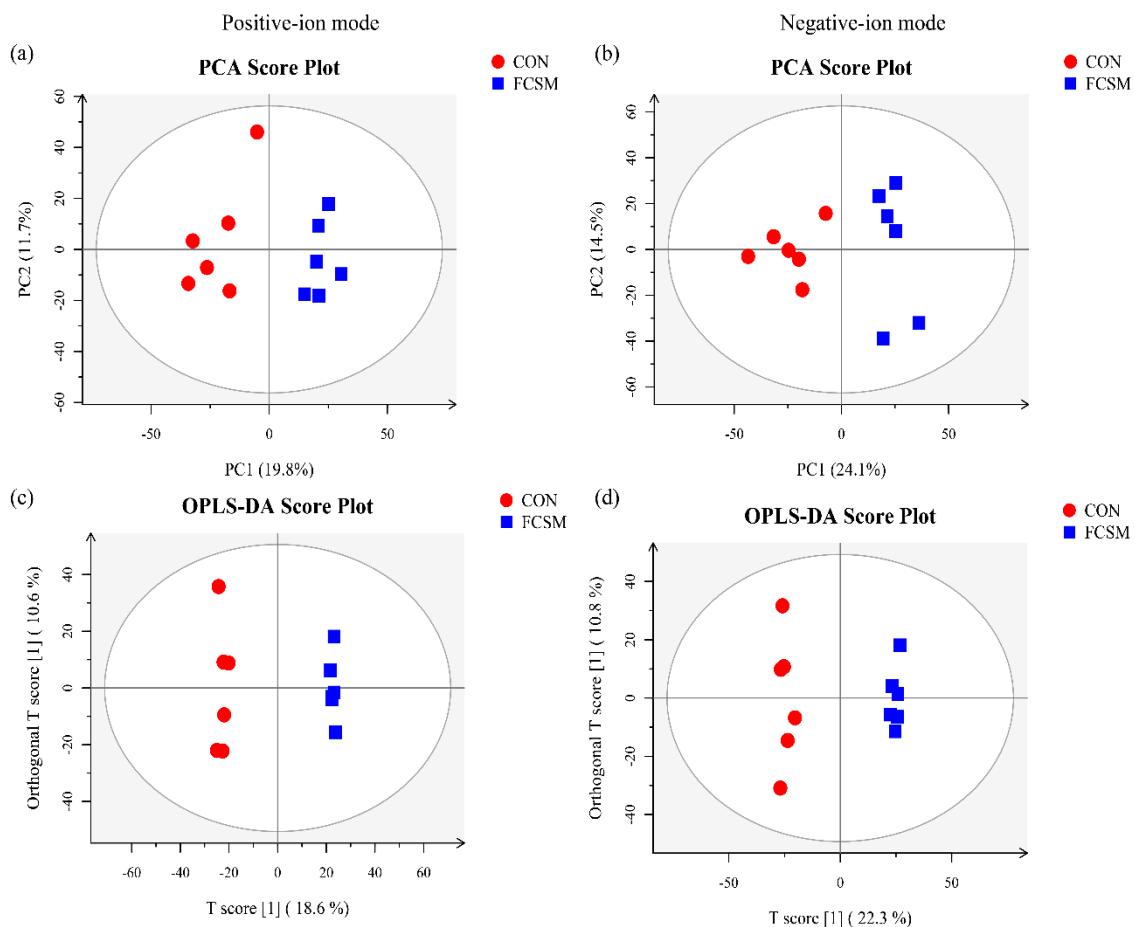 Positive-ion mode
Negative-ion mode
(a)
PCA Score Plot
CON
FCSM
PC2 (11.7%)
60
40
20
0
-20
-40
-60
-50
0
50
PC1 (19.8%)
(b)
PCA Score Plot
CON
FCSM
PC2 (14.5%)
60
40
20
0
-20
-40
-60
-50
0
50
PC1 (24.1%)
(c)
OPLS-DA Score Plot
CON
FCSM
Orthogonal T score [1] ( 10.6 %)
40
20
0
-20
-40
-60
-40
-20
0
20
40
60
T score [1] ( 18.6 %)
(d)
OPLS-DA Score Plot
CON
FCSM
Orthogonal T score [1] ( 10.8 %)
40
20
0
-20
-40
-50
0
50
T score [1] ( 22.3 %)